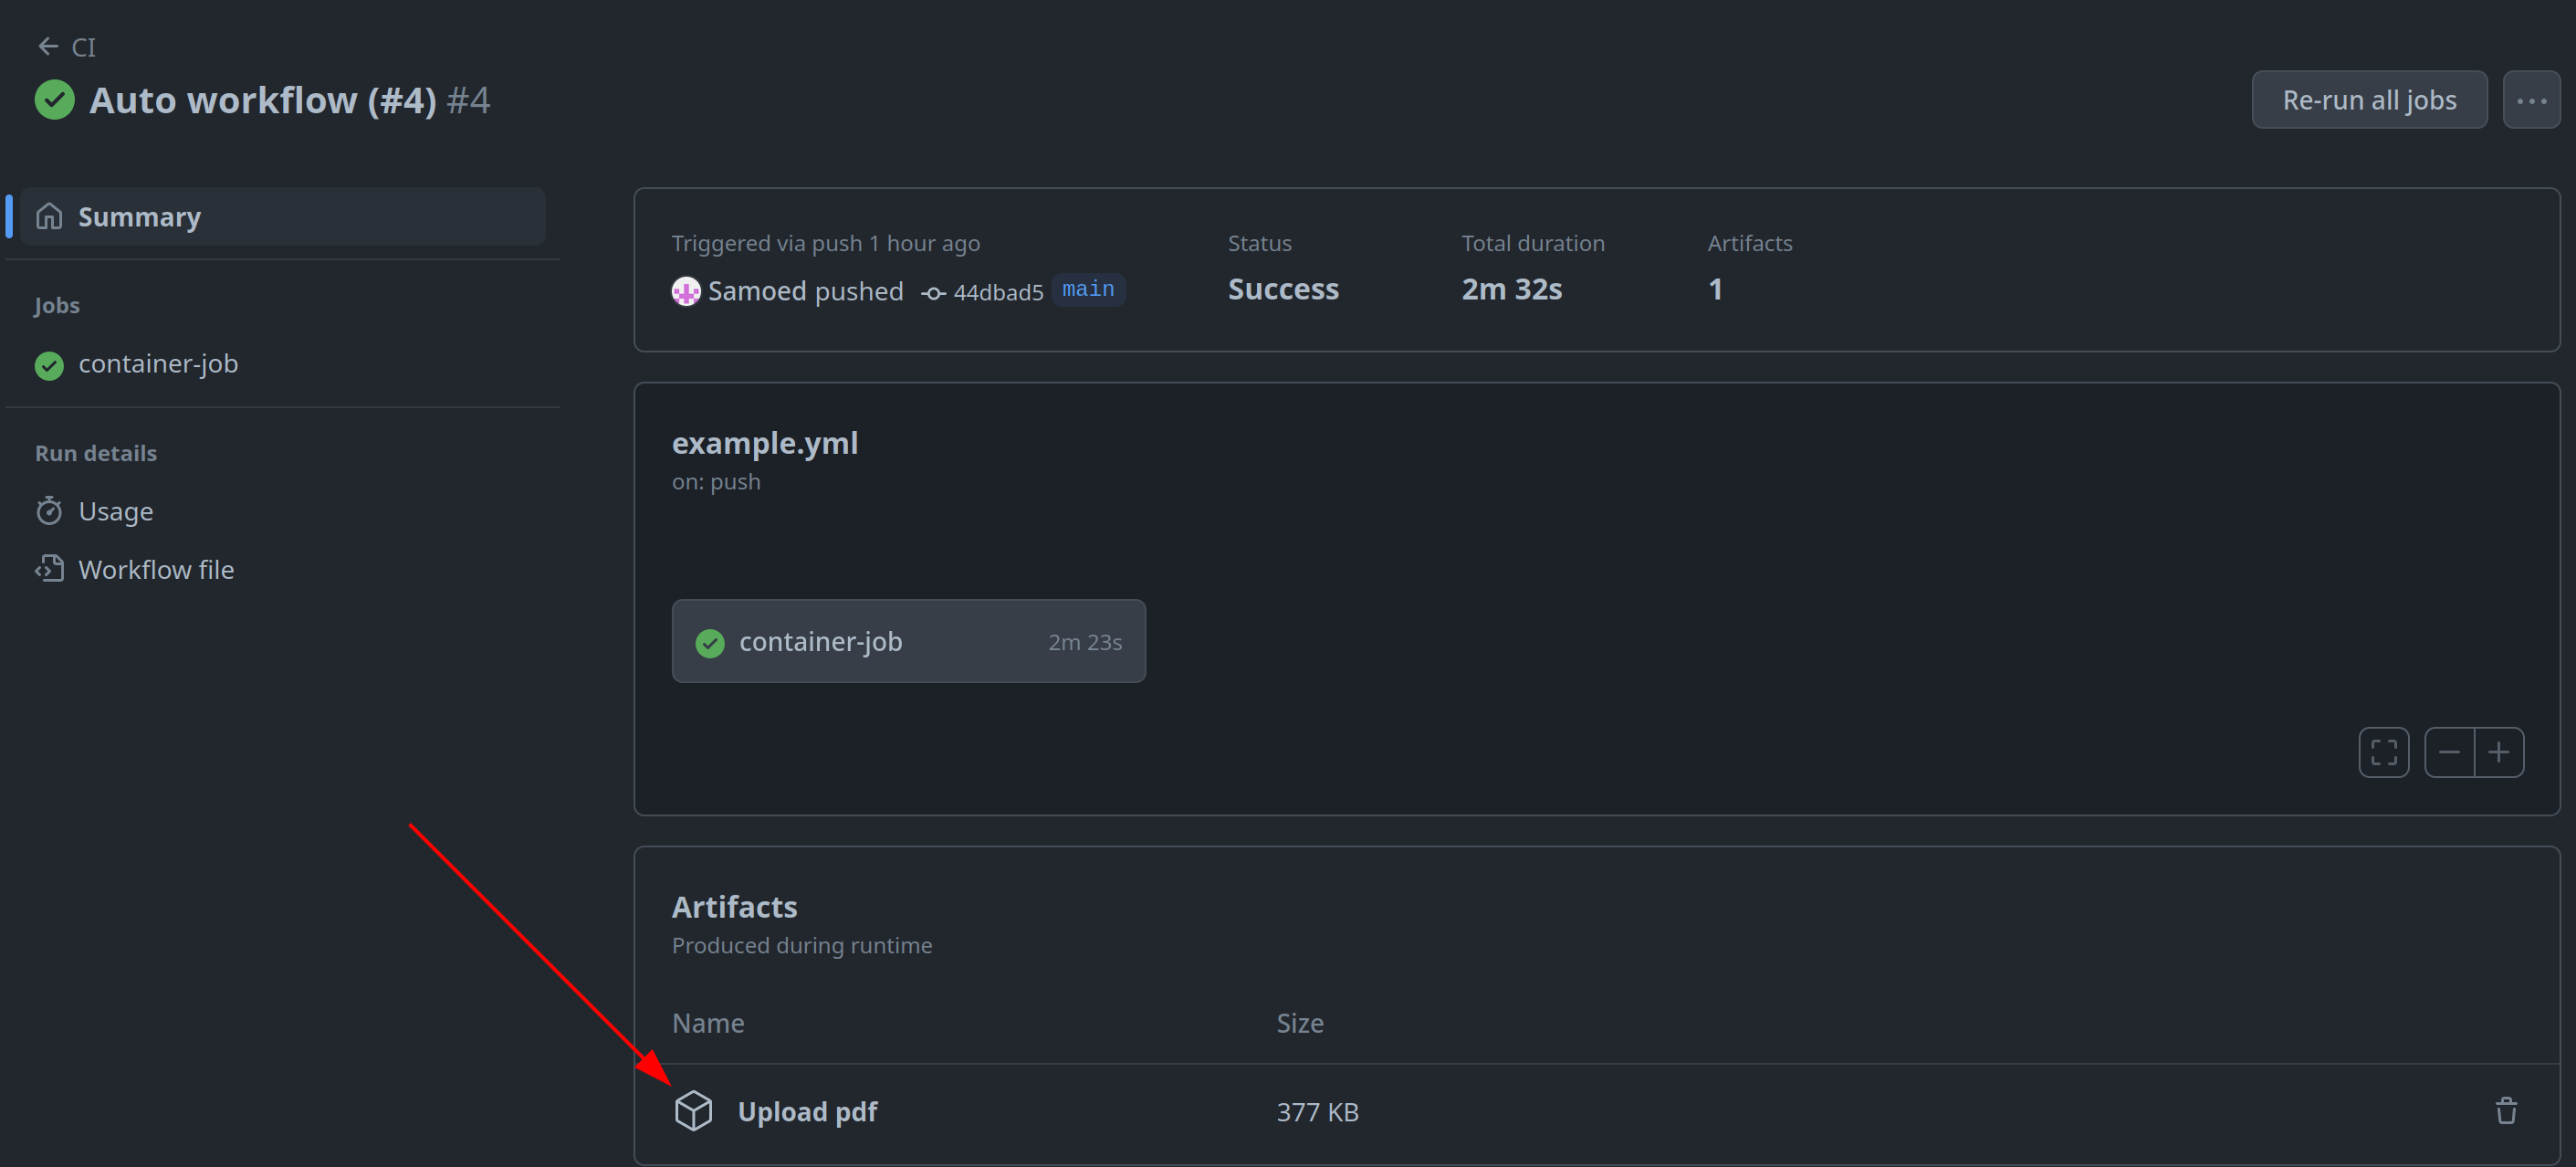 CI
Auto workflow (#4) #4
Re-run all jobs
Summary
Jobs
container-job
Run details
Usage
Workflow file
Triggered via push 1 hour ago
Samoed pushed 44dbad5 main
Status
Success
Total duration
2m 32s
Artifacts
1
example.yml
on: push
container-job 2m 23s
Artifacts
Produced during runtime
Name Size
Upload pdf 377 KB